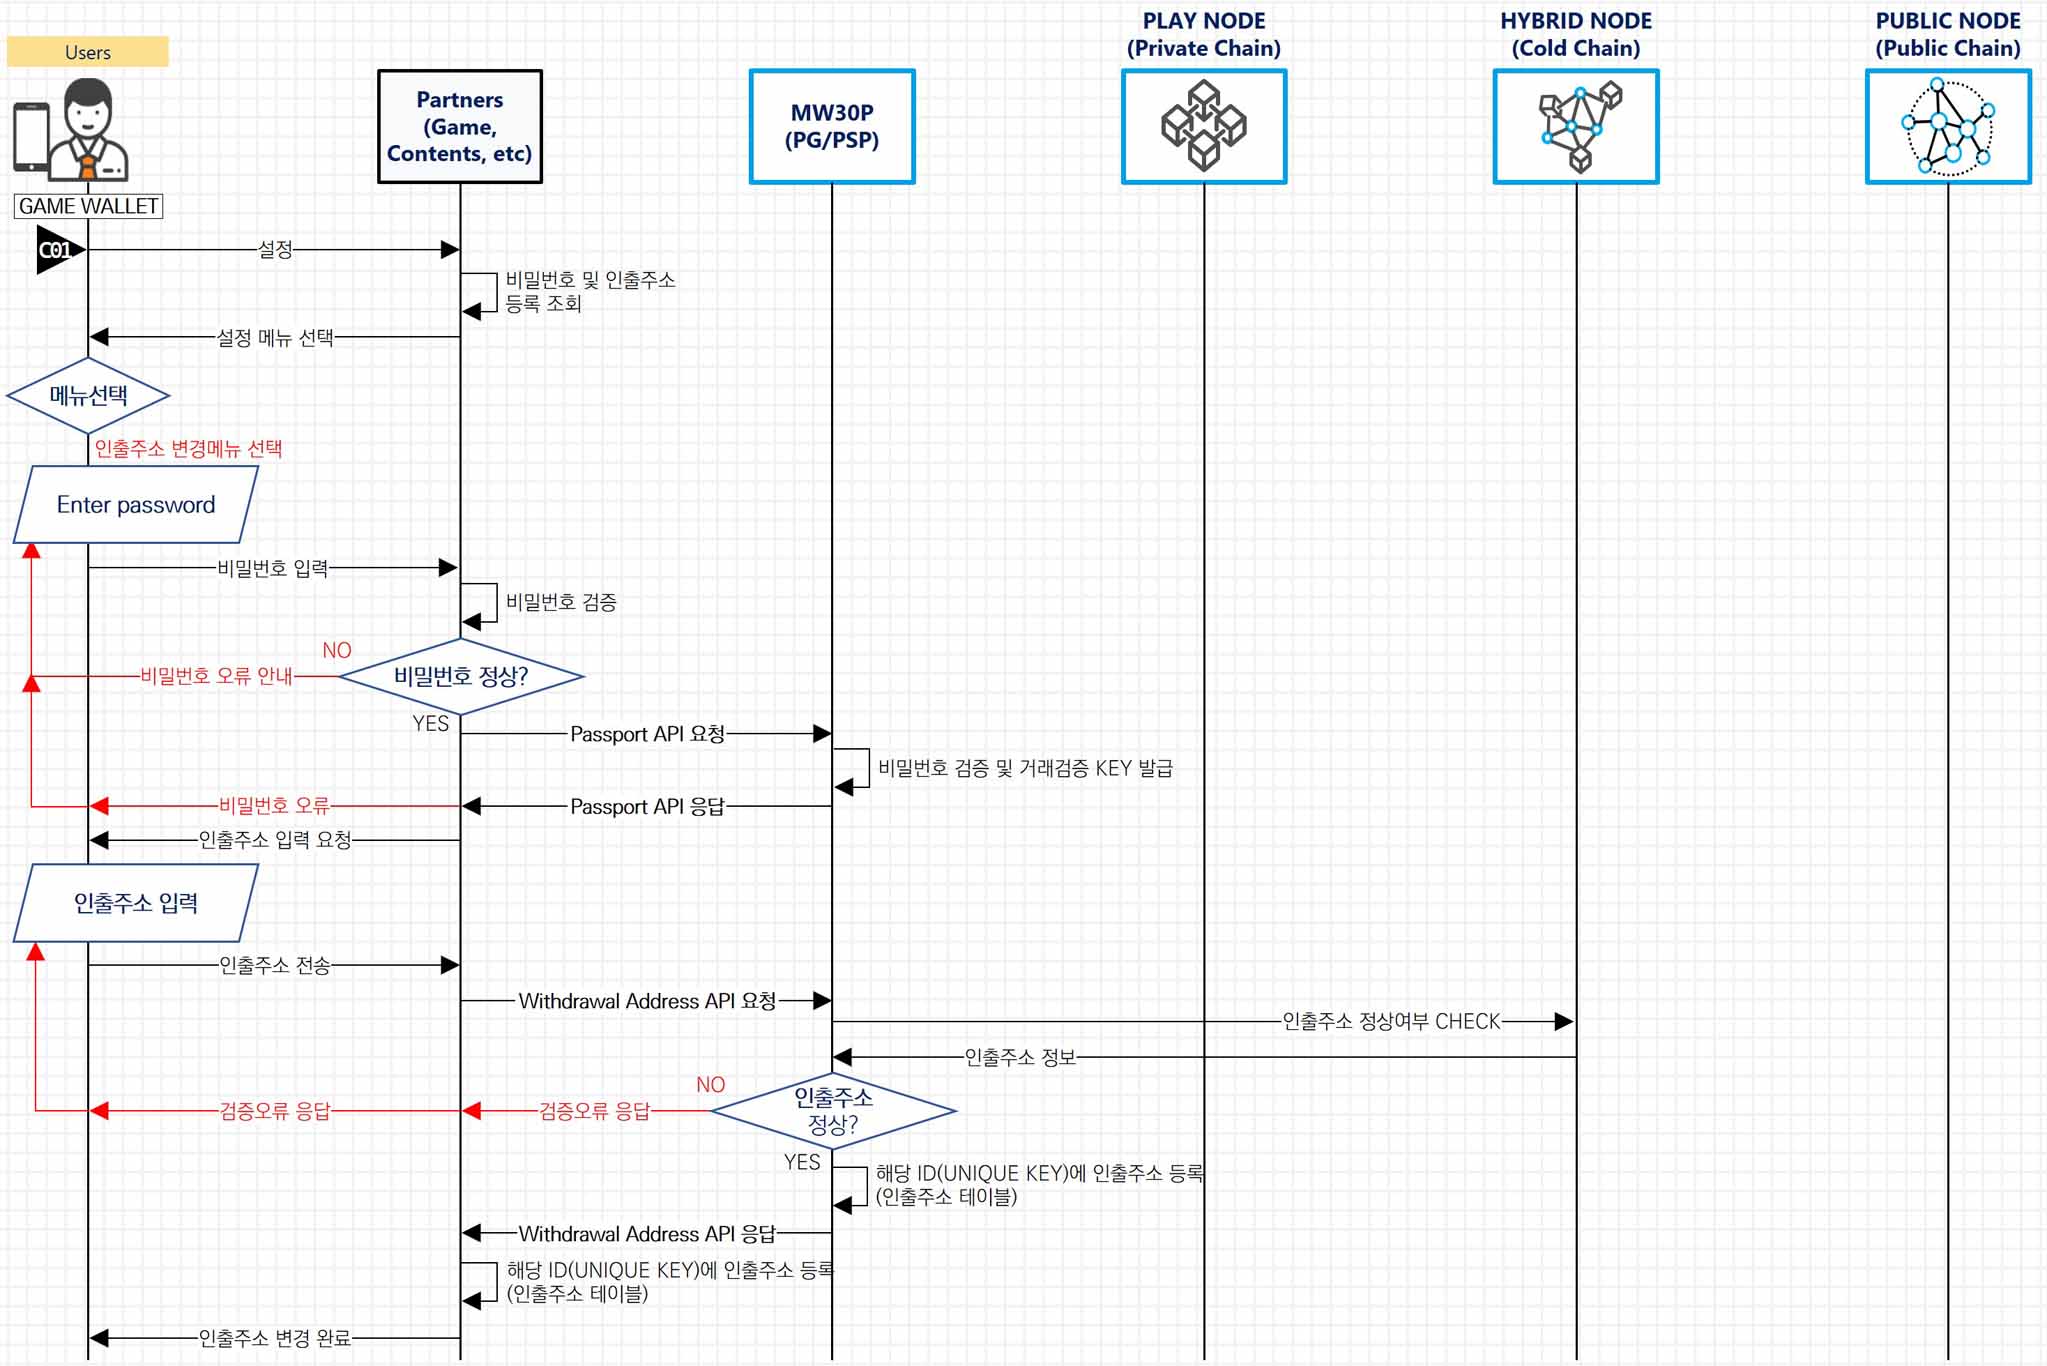 PLAY NODE
(Private Chain)
HYBRID NODE
(Cold Chain)
PUBLIC NODE
(Public Chain)
Users
Partners
(Game,
Contents, etc)
MW30P
(PG/PSP)
GAME WALLET
C01
설정
비밀번호 및 인출주소
등록 조회
설정 메뉴 선택
메뉴선택
인출주소 변경메뉴 선택
Enter password
비밀번호 입력
비밀번호 검증
NO
비밀번호 오류 안내
비밀번호 정상?
YES
Passport API 요청
비밀번호 검증 및 거래검증 KEY 발급
비밀번호 오류
Passport API 응답
인출주소 입력 요청
인출주소 입력
인출주소 전송
Withdrawal Address API 요청
인출주소 정상여부 CHECK
인출주소 정보
NO
인출주소
정상?
검증오류 응답
검증오류 응답
YES
해당 ID(UNIQUE KEY)에 인출주소 등록
(인출주소 테이블)
Withdrawal Address API 응답
해당 ID(UNIQUE KEY)에 인출주소 등록
(인출주소 테이블)
인출주소 변경 완료